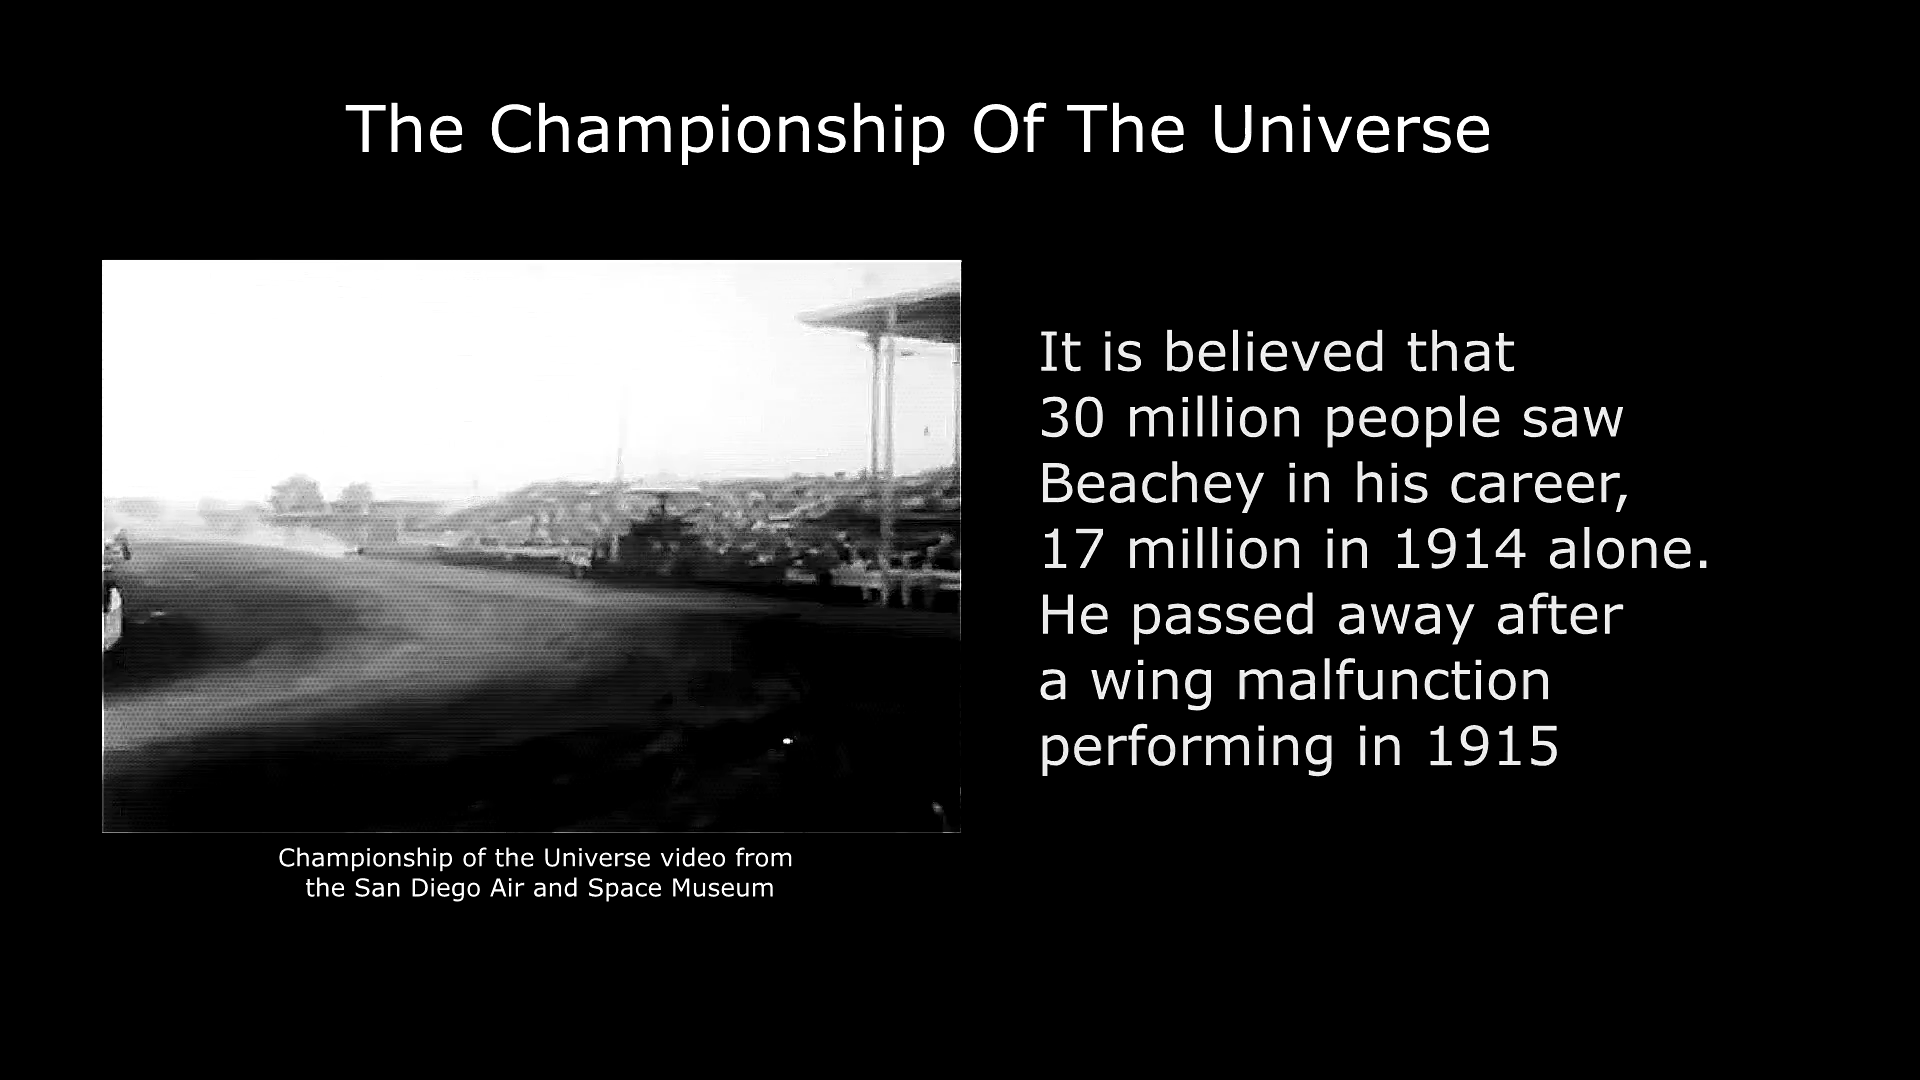 The Championship Of The Universe
It is believed that
30 million people saw
Beachey in his career,
17 million in 1914 alone.
He passed away after
a wing malfunction
performing in 1915
Championship of the Universe video from
the San Diego Air and Space Museum